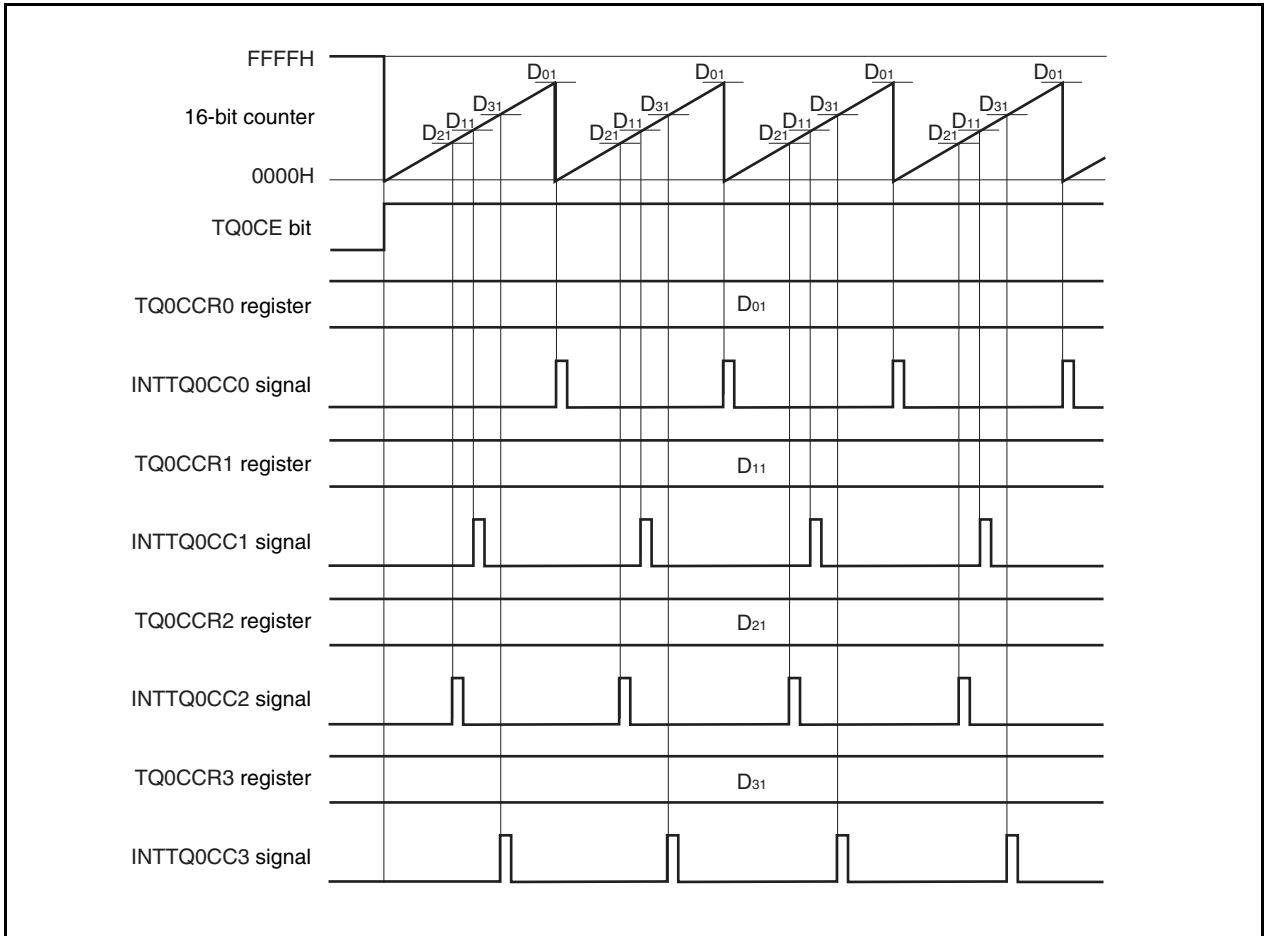 FFFFH
16-bit counter
0000H
D01 D01 D01 D01
D31 D31 D31 D31
D11 D11 D11 D11
D21 D21 D21 D21
TQ0CE bit
TQ0CCR0 register
D01
INTTQ0CC0 signal
TQ0CCR1 register
D11
INTTQ0CC1 signal
TQ0CCR2 register
D21
INTTQ0CC2 signal
TQ0CCR3 register
D31
INTTQ0CC3 signal